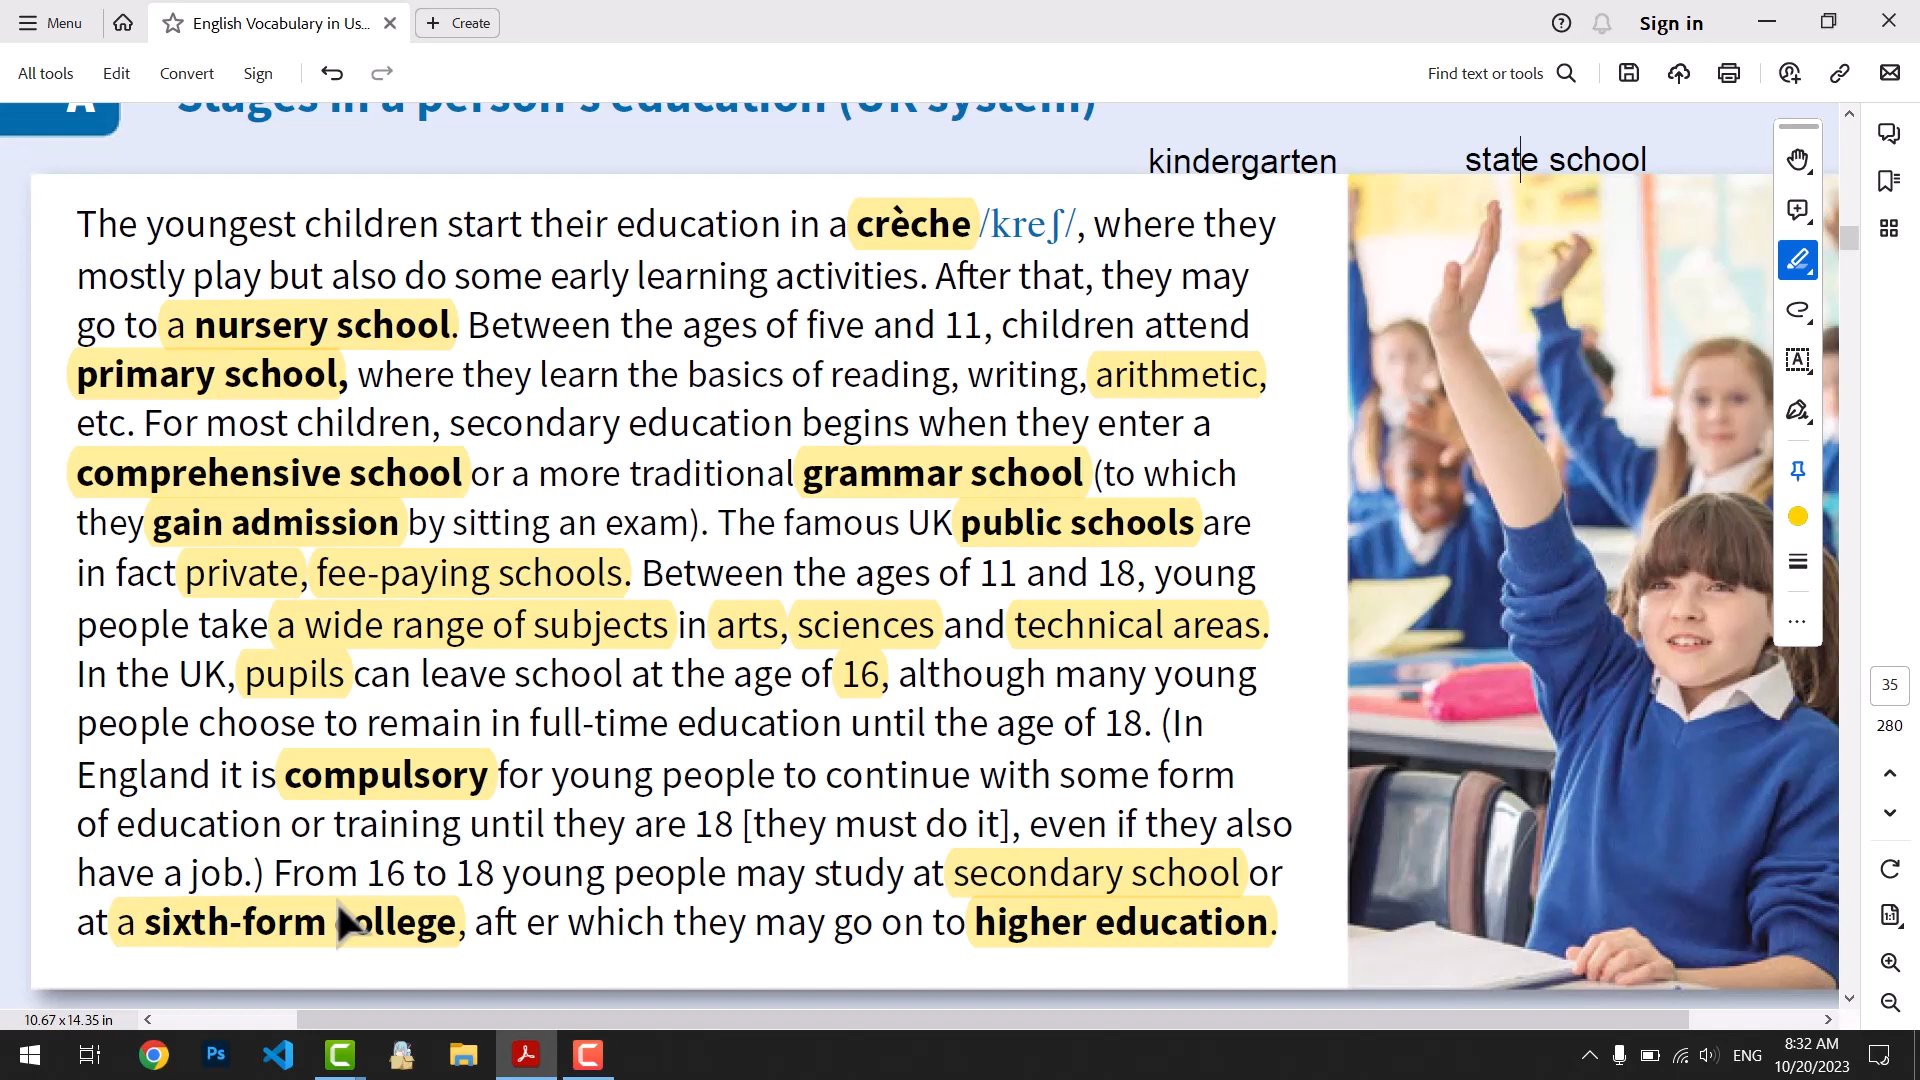 Menu
English Vocabulary in Us...
Create
Sign in
All tools
Edit
Convert
Sign
Find text or tools
A Stages in a person's education (UK system)
kindergarten
state school
The youngest children start their education in a crèche /kreʃ/, where they
mostly play but also do some early learning activities. After that, they may
go to a nursery school. Between the ages of five and 11, children attend
primary school, where they learn the basics of reading, writing, arithmetic,
etc. For most children, secondary education begins when they enter a
comprehensive school or a more traditional grammar school (to which
they gain admission by sitting an exam). The famous UK public schools are
in fact private, fee-paying schools. Between the ages of 11 and 18, young
people take a wide range of subjects in arts, sciences and technical areas.
In the UK, pupils can leave school at the age of 16, although many young
people choose to remain in full-time education until the age of 18. (In
England it is compulsory for young people to continue with some form
of education or training until they are 18 [they must do it], even if they also
have a job.) From 16 to 18 young people may study at secondary school or
at a sixth-form college, aft er which they may go on to higher education.
35
280
10.67 x 14.35 in
Ps
ENG
8:32 AM
10/20/2023